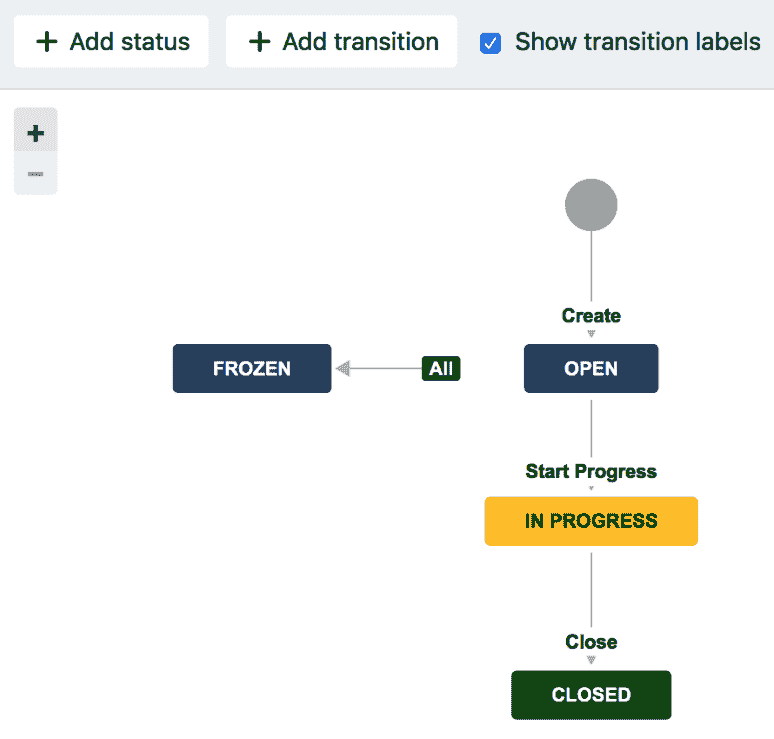 + Add status + Add transition Show transition labels
+
−
Create
FROZEN All OPEN
Start Progress
IN PROGRESS
Close
CLOSED